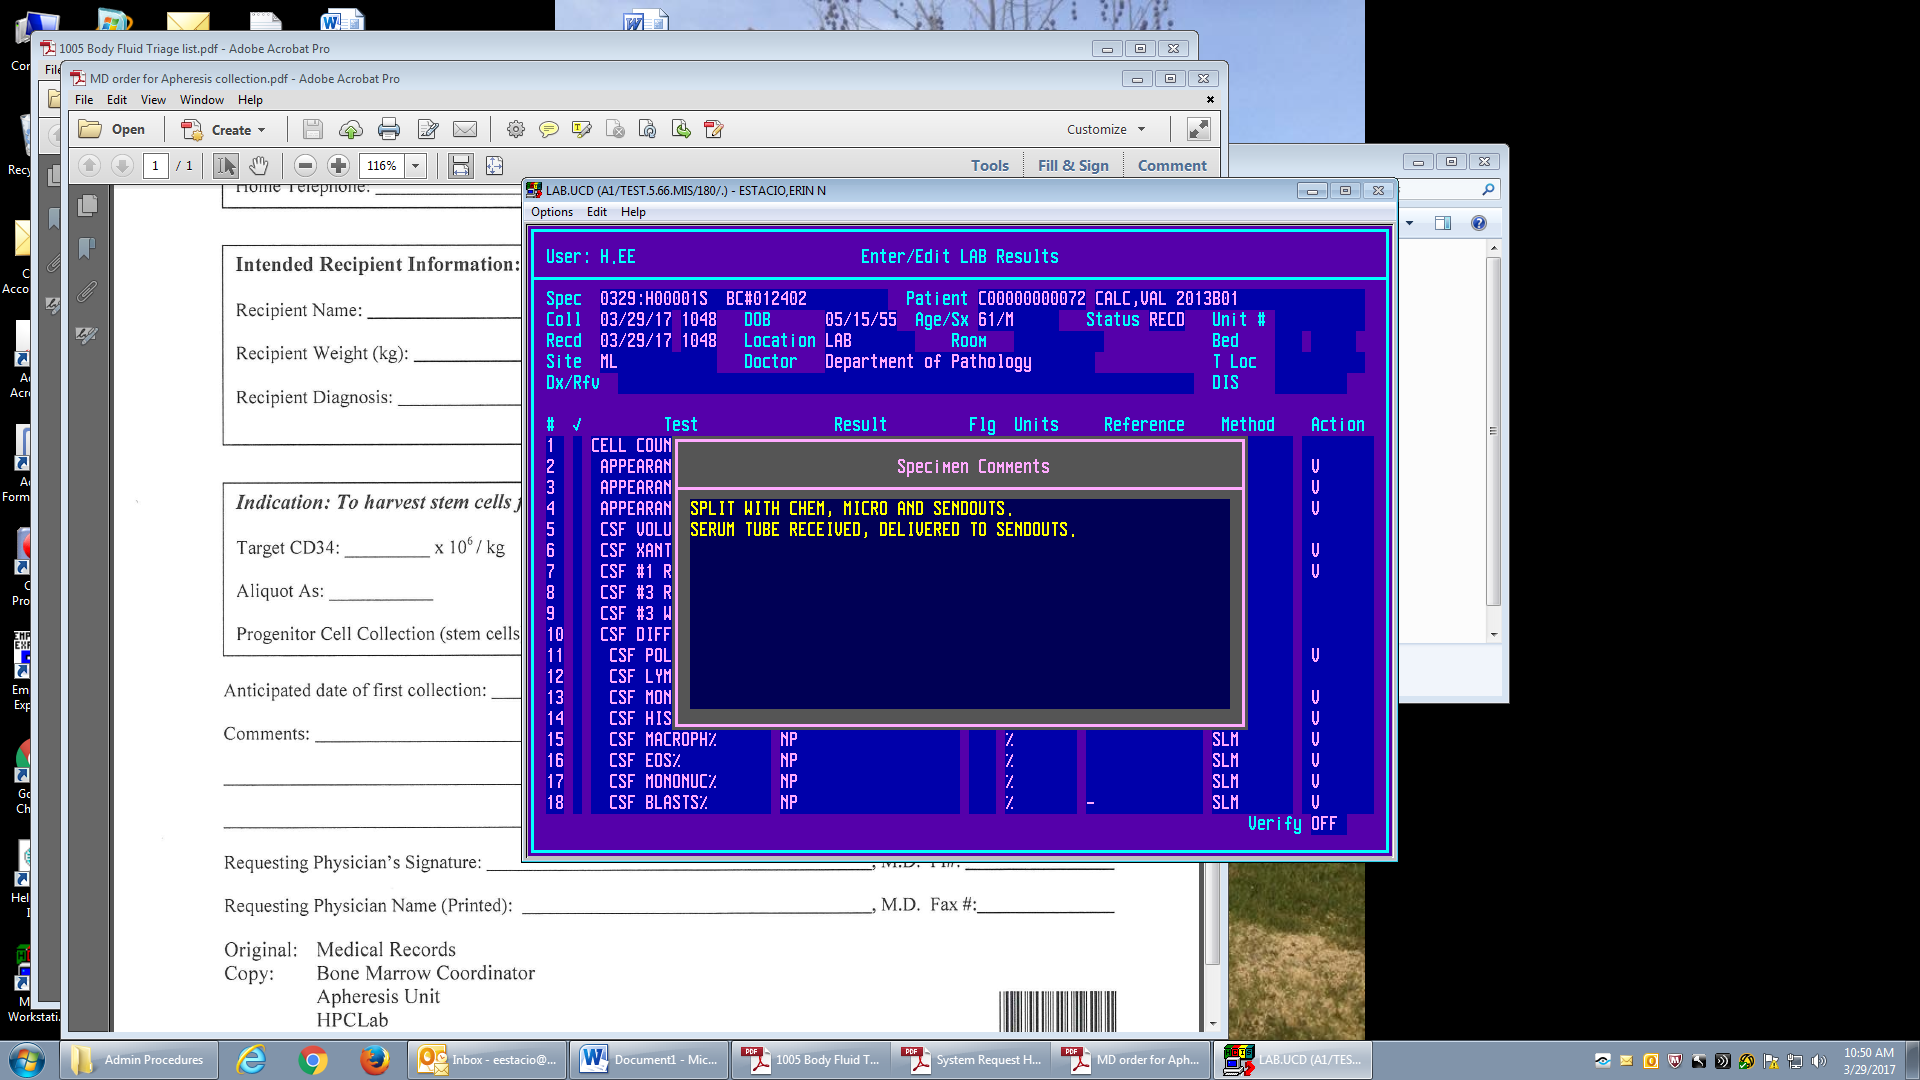 1005 Body Fluid Triage list.pdf - Adobe Acrobat Pro
MD order for Apheresis collection.pdf - Adobe Acrobat Pro
File Edit View Window Help
Open Create Customize
1 / 1 116% Tools Fill & Sign Comment
Home Telephone:
Intended Recipient Information:
Recipient Name:
Recipient Weight (kg):
Recipient Diagnosis:
Indication: To harvest stem cells f
Target CD34: x 10^6 / kg
Aliquot As:
Progenitor Cell Collection (stem cells
Anticipated date of first collection:
Comments:
Requesting Physician's Signature: , M.D. PI#:
Requesting Physician Name (Printed): , M.D. Fax #:
Original: Medical Records
Copy: Bone Marrow Coordinator
Apheresis Unit
HPCLab
LAB.UCD (A1/TEST.5.66.MIS/180/.) - ESTACIO,ERIN N
Options Edit Help
User: H.EE Enter/Edit LAB Results
Spec 0329:H00001S BC#012402 Patient C00000000072 CALC,VAL 2013B01
Coll 03/29/17 1048 DOB 05/15/55 Age/Sx 61/M Status RECD Unit #
Recd 03/29/17 1048 Location LAB Room Bed
Site ML Doctor Department of Pathology T Loc
Dx/Rfv DIS
# √ Test Result Flg Units Reference Method Action
1 CELL COUN
2 APPEARAN V
3 APPEARAN V
4 APPEARAN V
5 CSF VOLU
6 CSF XANT V
7 CSF #1 R V
8 CSF #3 R
9 CSF #3 W
10 CSF DIFF
11 CSF POL V
12 CSF LYM
13 CSF MON V
14 CSF HIS V
15 CSF MACROPH% NP % SLM V
16 CSF EOS% NP % SLM V
17 CSF MONONUC% NP % SLM V
18 CSF BLASTS% NP % - SLM V
Verify OFF
Specimen Comments
SPLIT WITH CHEM, MICRO AND SENDOUTS.
SERUM TUBE RECEIVED, DELIVERED TO SENDOUTS.
Admin Procedures
Inbox - eestacio@...
Document1 - Mic...
1005 Body Fluid T...
System Request H...
MD order for Aph...
LAB.UCD (A1/TES...
10:50 AM
3/29/2017